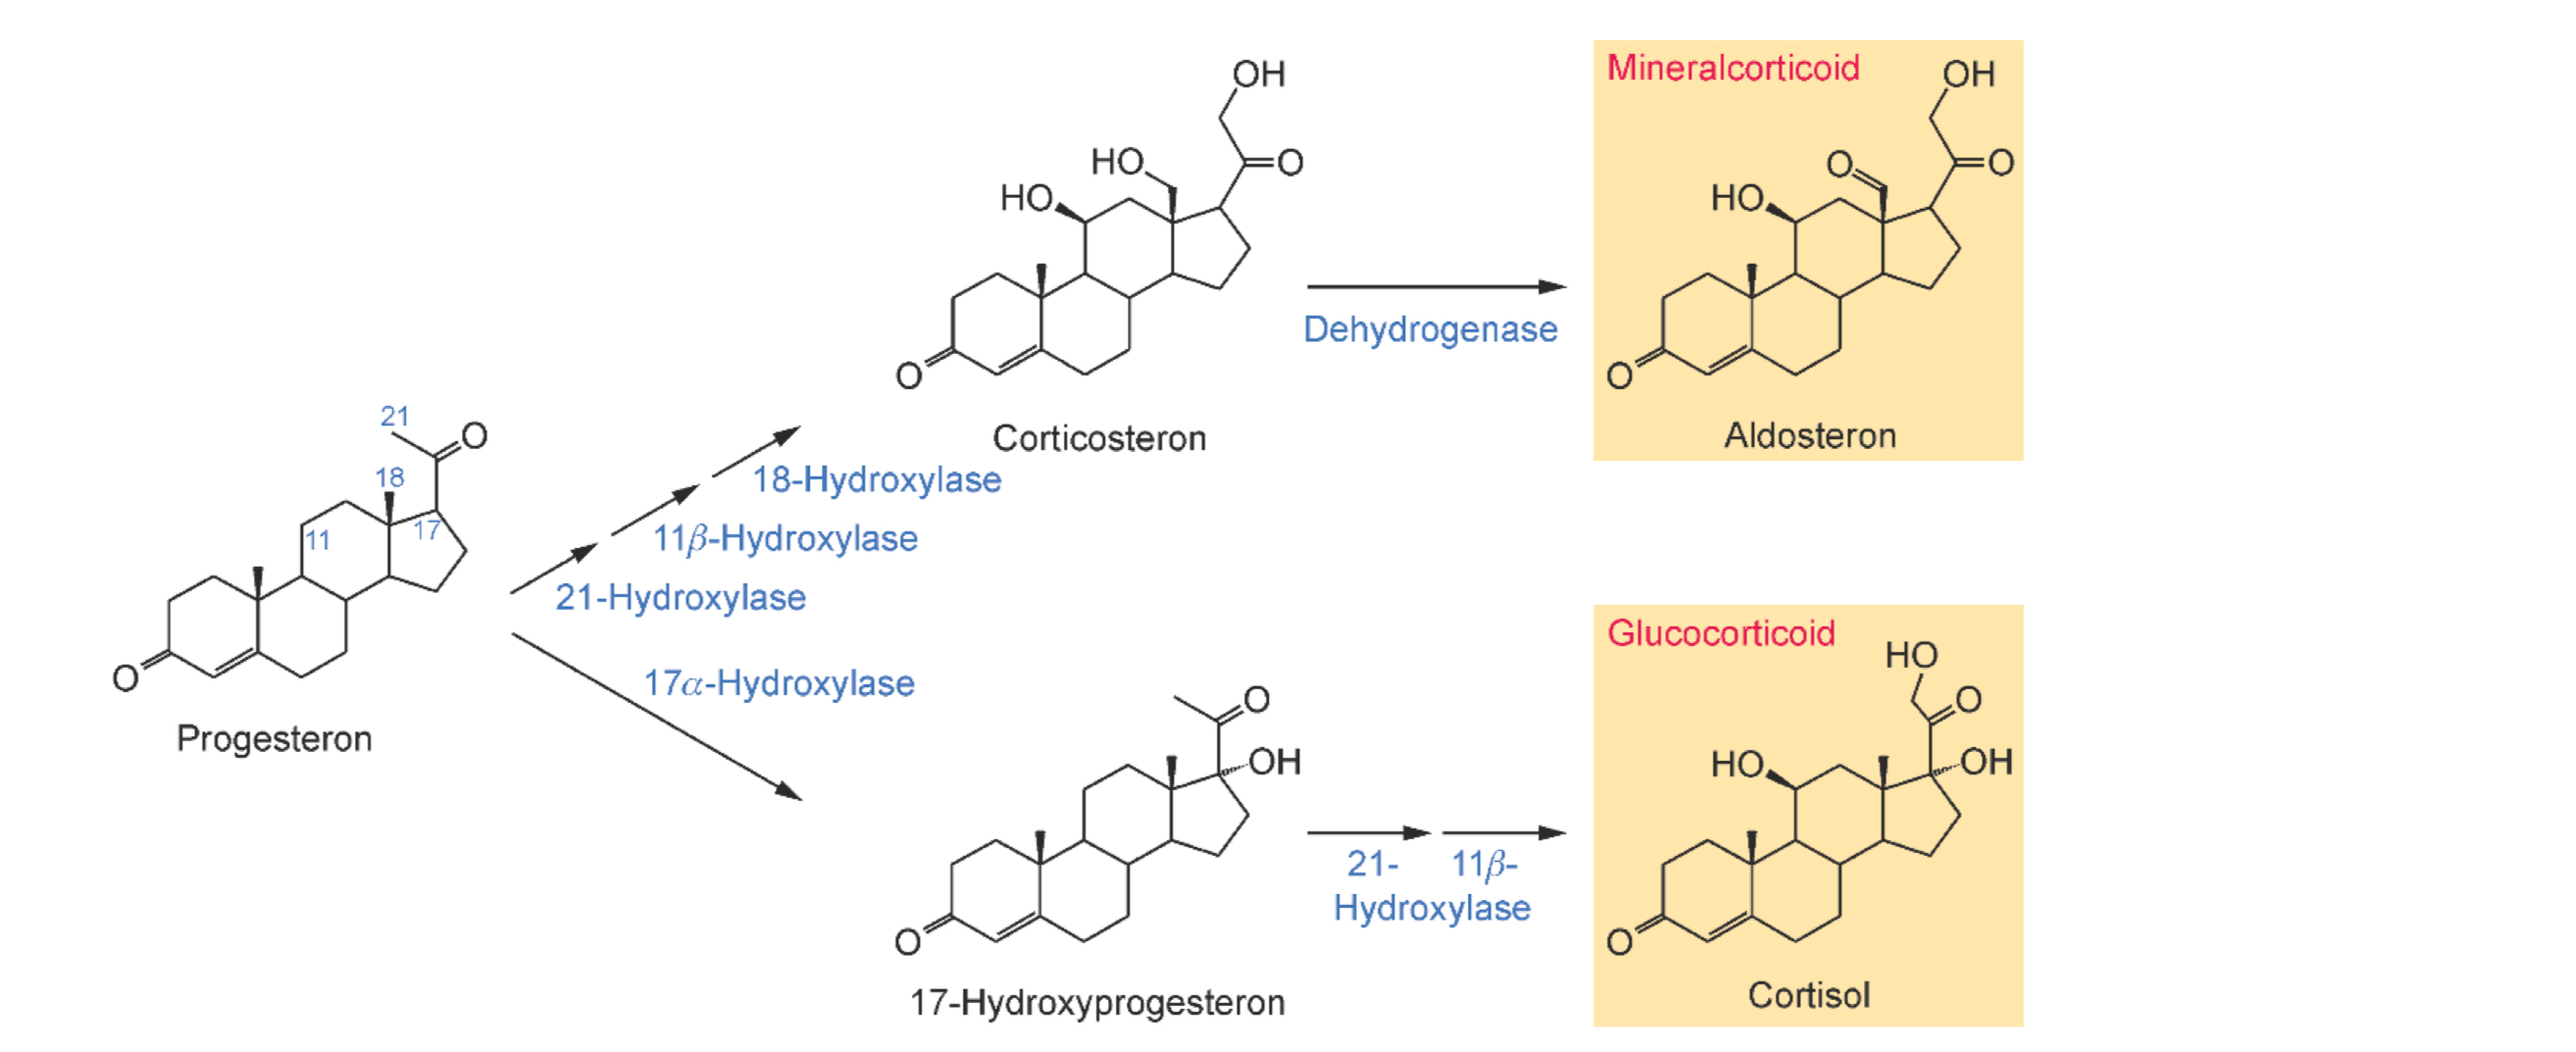 Mineralcorticoid
OH
OH
HO
O
HO
O
O
HO
O
HO
Dehydrogenase
O
O
Corticosteron
Aldosteron
21
O
18
18-Hydroxylase
17
11
11β-Hydroxylase
21-Hydroxylase
O
Progesteron
17α-Hydroxylase
Glucocorticoid
HO
O
O
OH
HO
OH
21-
11β-
Hydroxylase
O
O
17-Hydroxyprogesteron
Cortisol